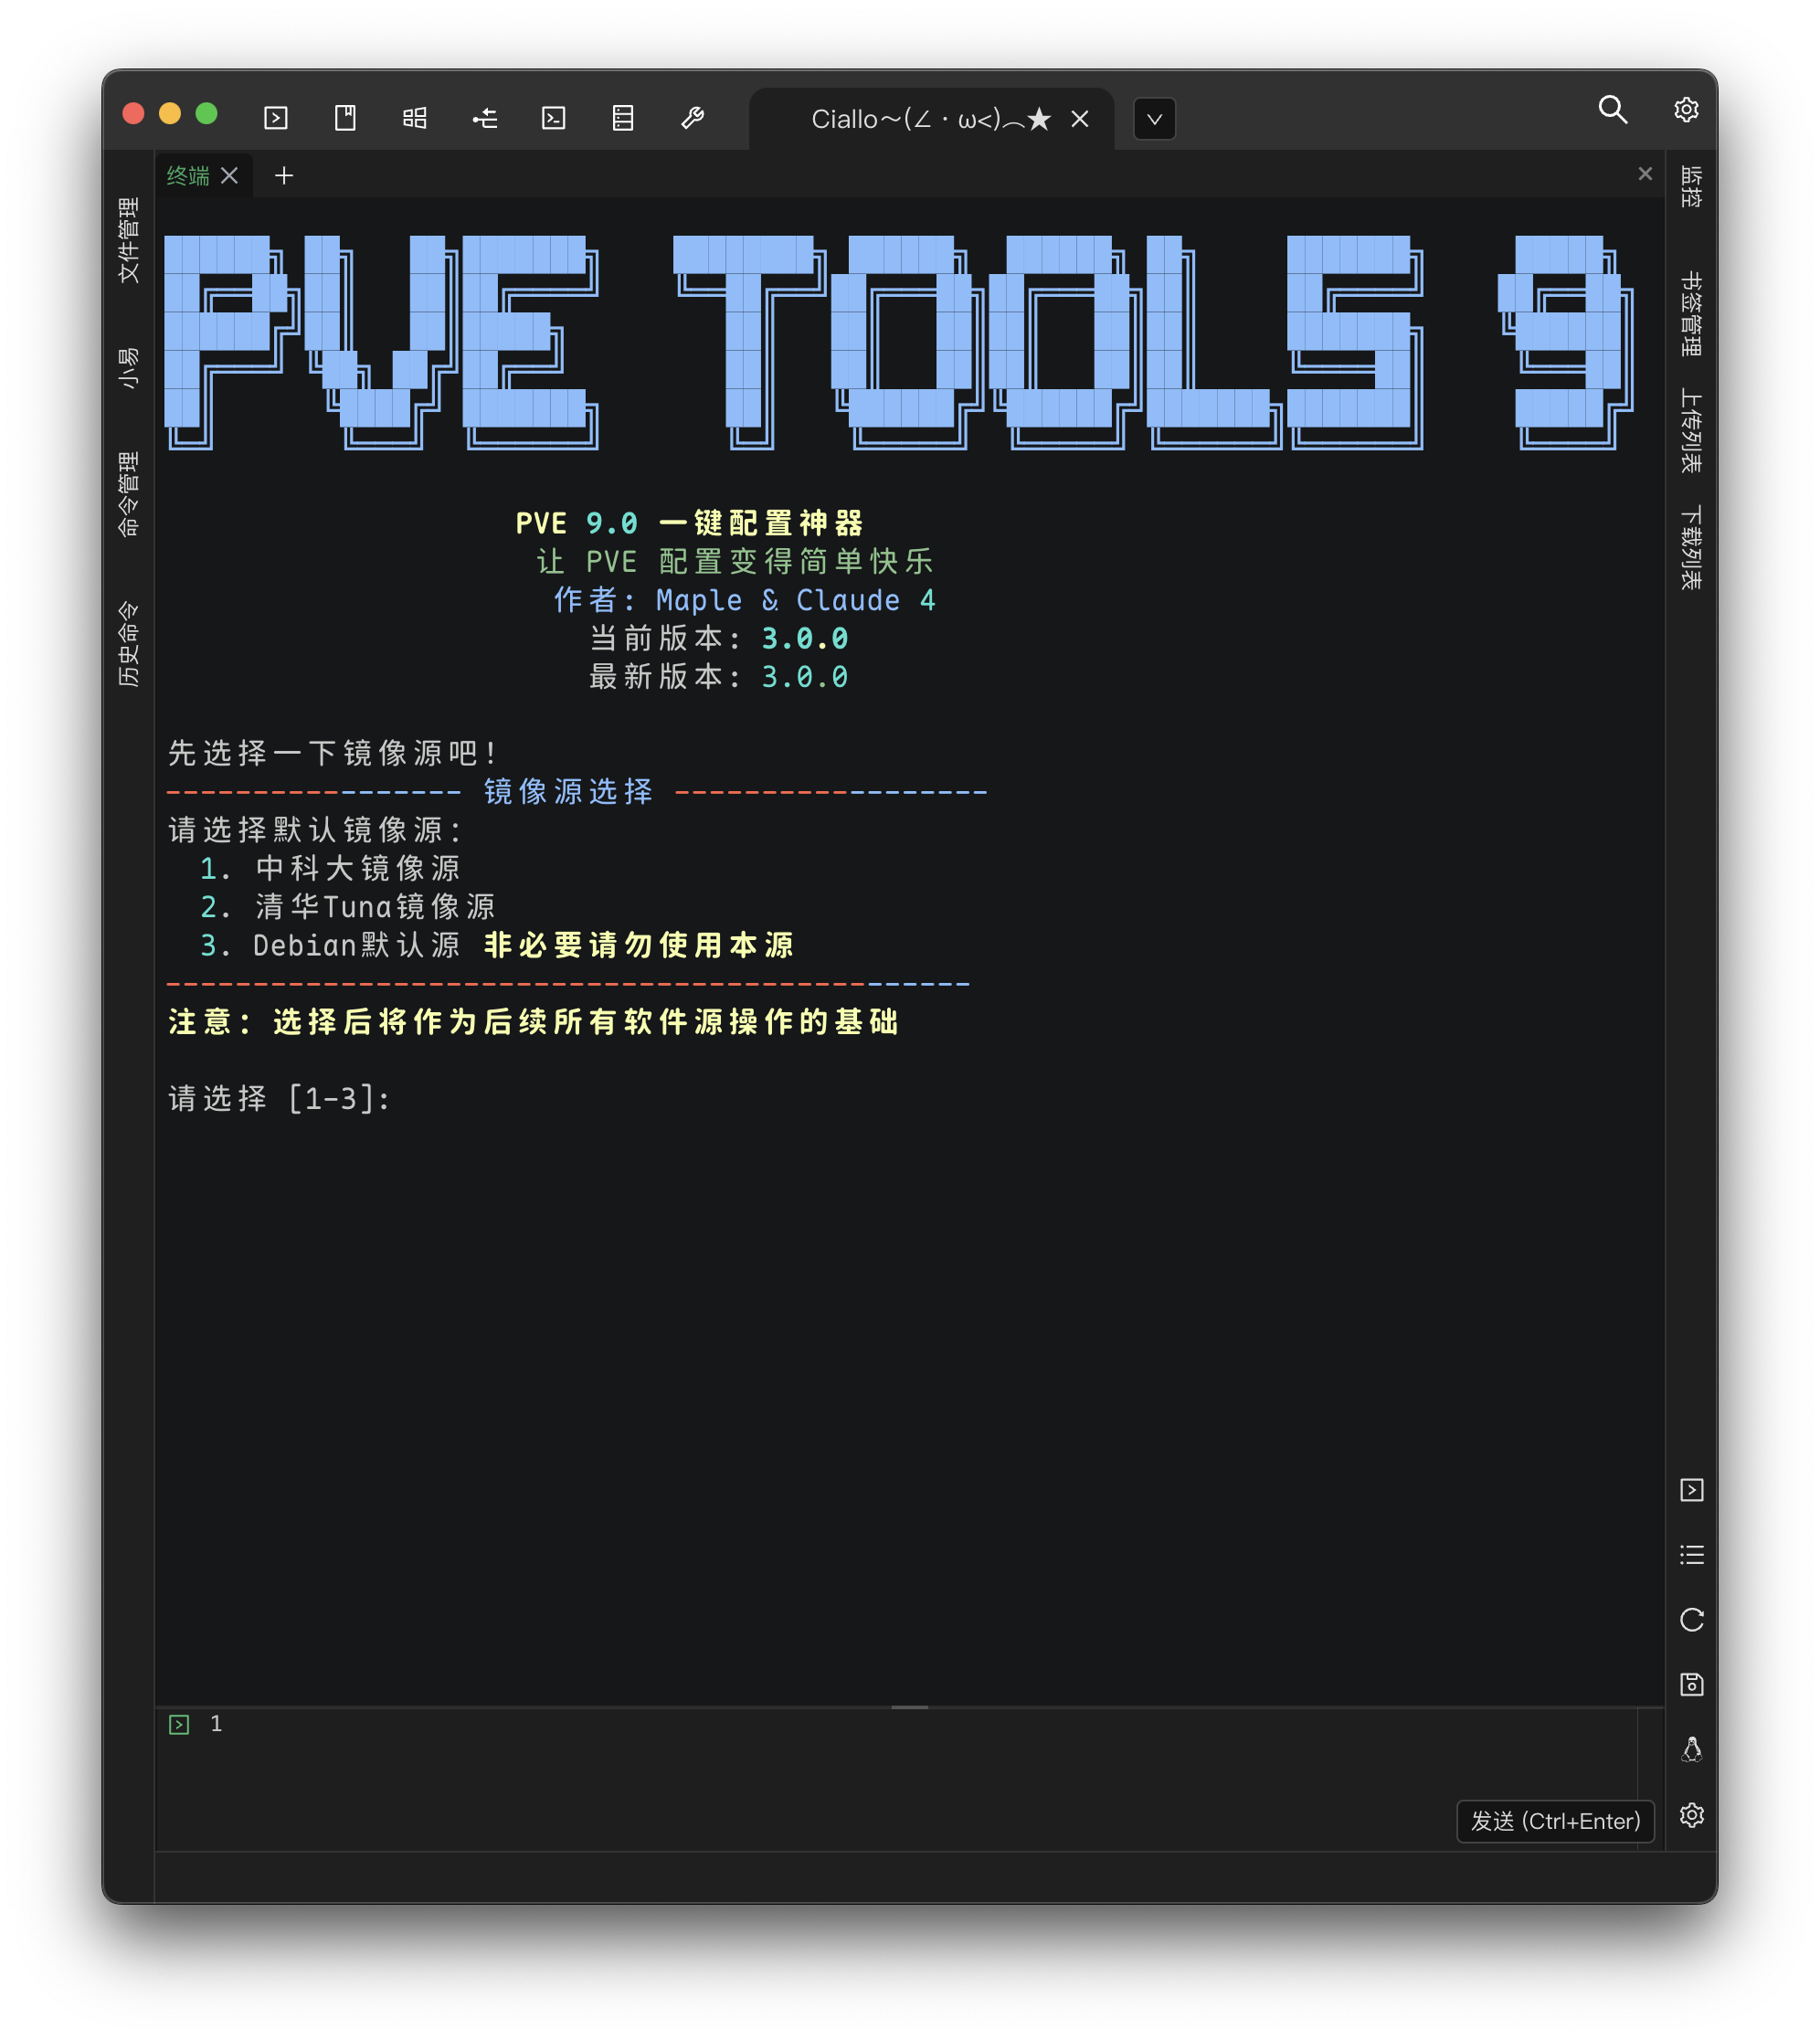 Ciallo～(∠・ω<)⌒★
终端
文件管理
小易
命令管理
历史命令
PVE TOOLS 9
PVE 9.0 一键配置神器
让 PVE 配置变得简单快乐
作者: Maple & Claude 4
当前版本: 3.0.0
最新版本: 3.0.0
先选择一下镜像源吧!
----------------- 镜像源选择 ------------------
请选择默认镜像源:
1. 中科大镜像源
2. 清华Tuna镜像源
3. Debian默认源 非必要请勿使用本源
----------------------------------------------
注意: 选择后将作为后续所有软件源操作的基础
请选择 [1-3]:
监控
书签管理
上传列表
下载列表
1
发送 (Ctrl+Enter)